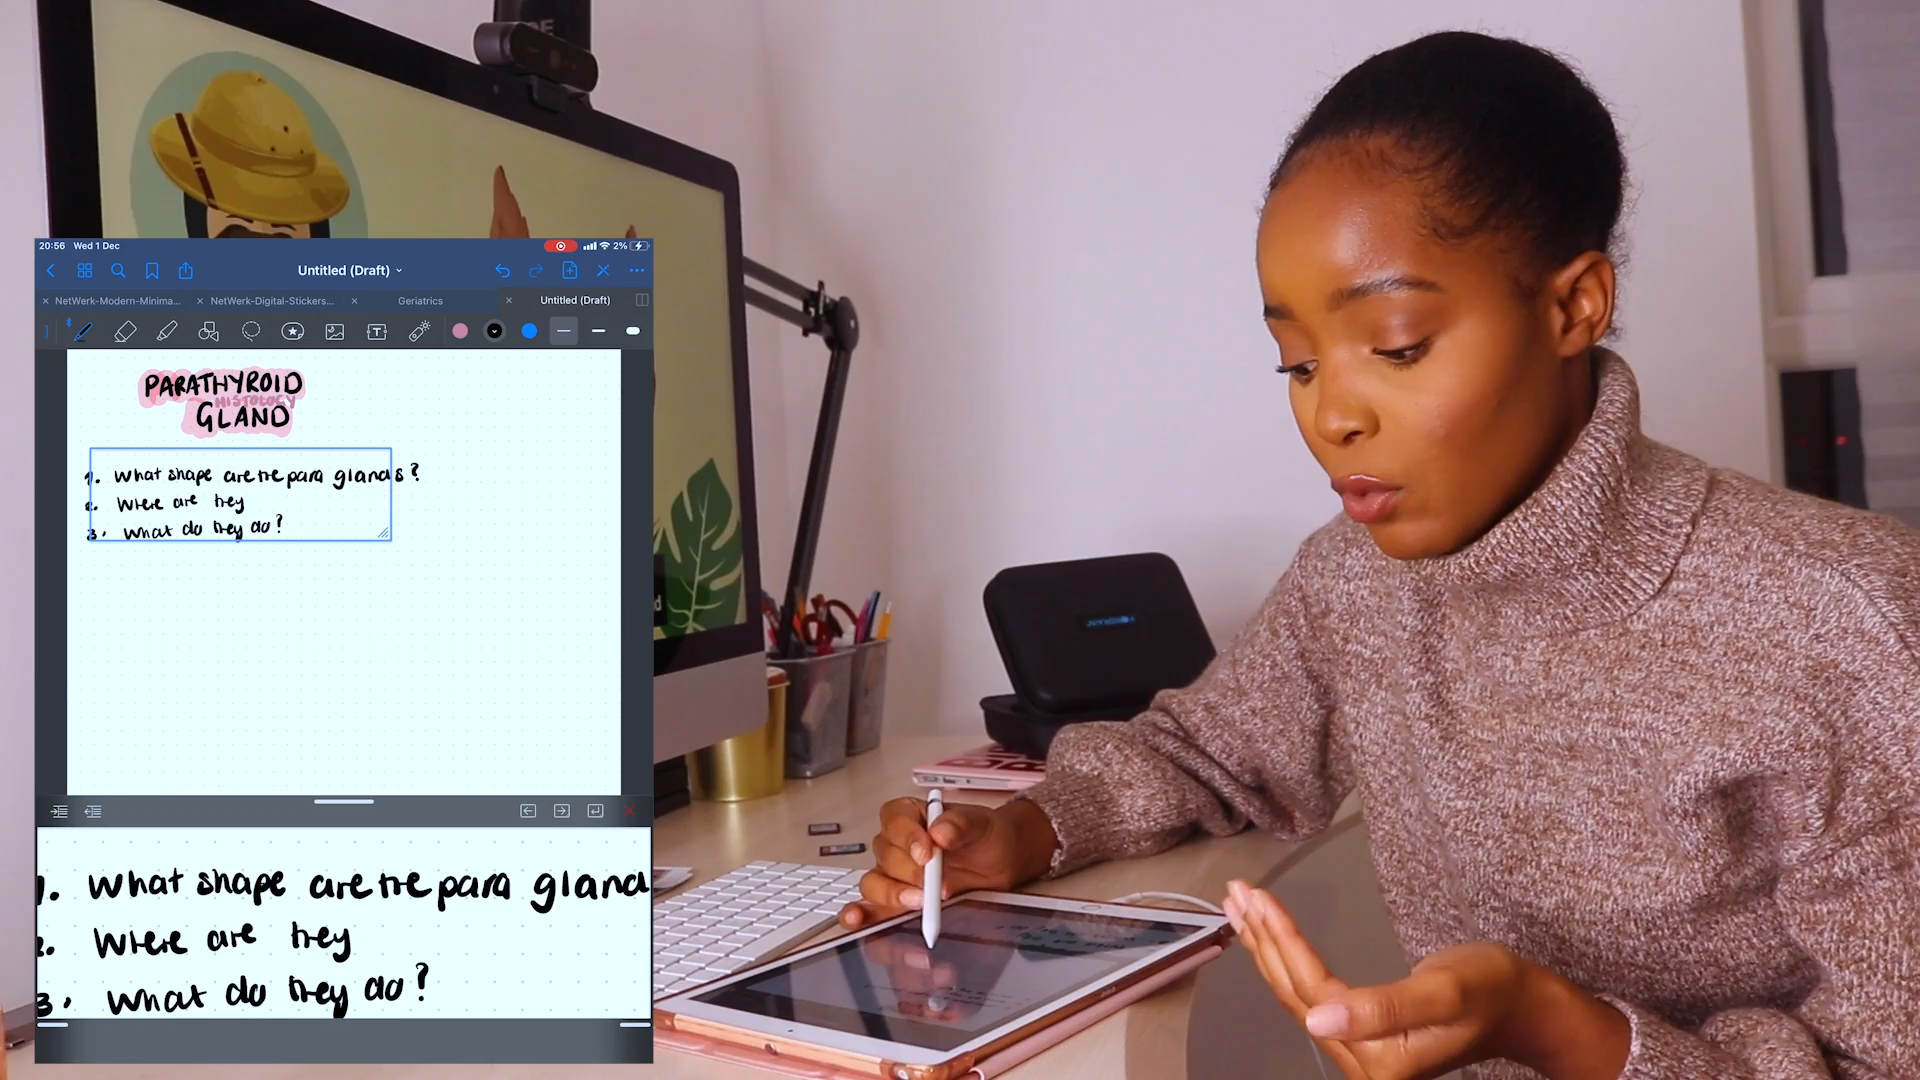 20:56 Wed 1 Dec 2%
Untitled (Draft)
NetWerk-Modern-Minima... NetWerk-Digital-Stickers... Geriatrics Untitled (Draft)
PARATHYROID
HISTOLOGY
GLAND
1. What shape are the para glands?
2. Where are they
3. What do they do?
1. What shape are the para gland
2. Where are they
3. What do they do?